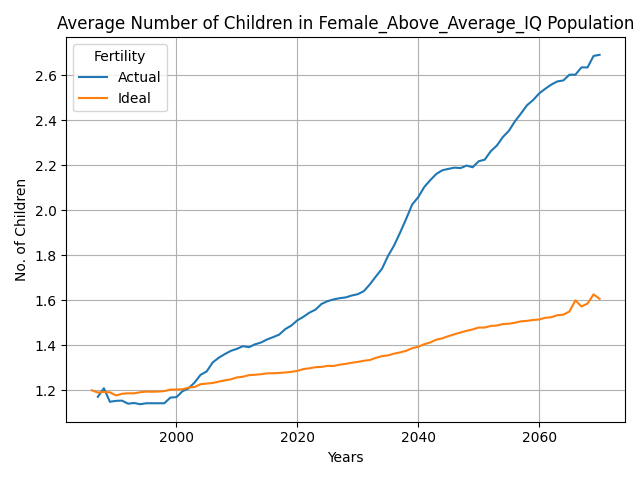 Average Number of Children in Female_Above_Average_IQ Population
Fertility
Actual
Ideal
No. of Children
2.6
2.4
2.2
2.0
1.8
1.6
1.4
1.2
2000
2020
2040
2060
Years